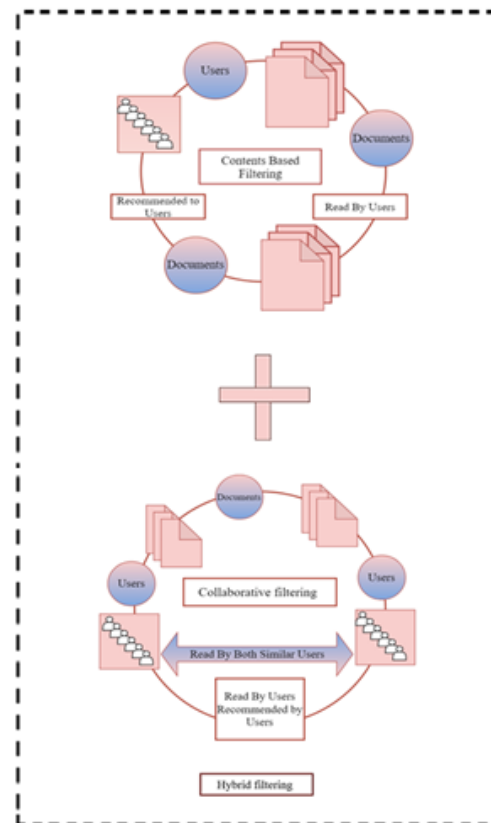 Users
Documents
Contents Based
Filtering
Recommended to
Users
Read By Users
Documents
Documents
Users
Users
Collaborative filtering
Read By Both Similar Users
Read By Users
Recommended by
Users
Hybrid filtering